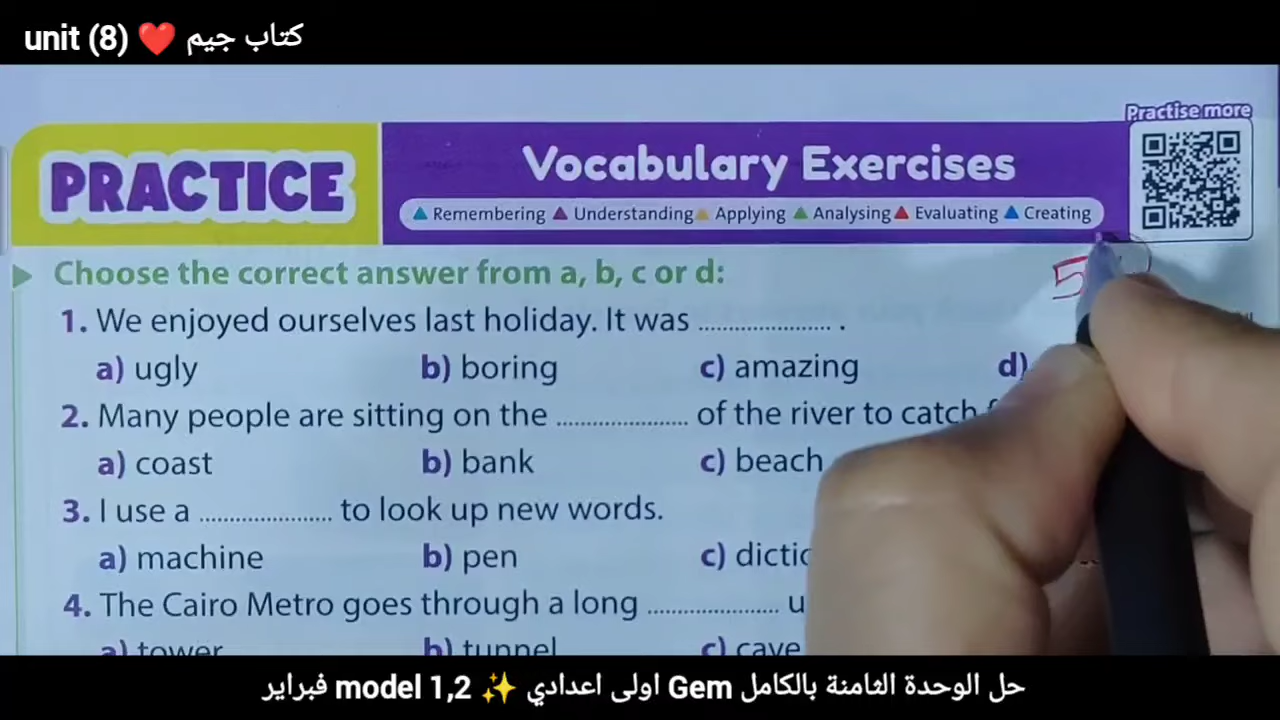 unit (8) ❤️ كتاب جيم
Practise more
PRACTICE
Vocabulary Exercises
Remembering Understanding Applying Analysing Evaluating Creating
Choose the correct answer from a, b, c or d:
5
1. We enjoyed ourselves last holiday. It was .................... .
a) ugly b) boring c) amazing d)
2. Many people are sitting on the .................... of the river to catch
a) coast b) bank c) beach
3. I use a .................... to look up new words.
a) machine b) pen c) dictio
4. The Cairo Metro goes through a long .................... u
a) tower b) tunnel c) cave
حل الوحدة الثامنة بالكامل Gem اولى اعدادي ✨ model 1,2 فبراير